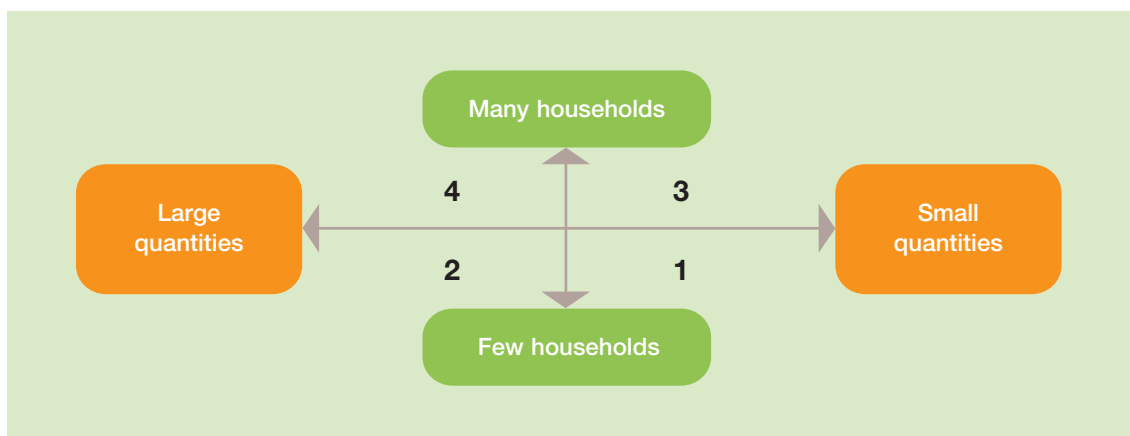 Many households
4
3
Large
quantities
Small
quantities
2
1
Few households